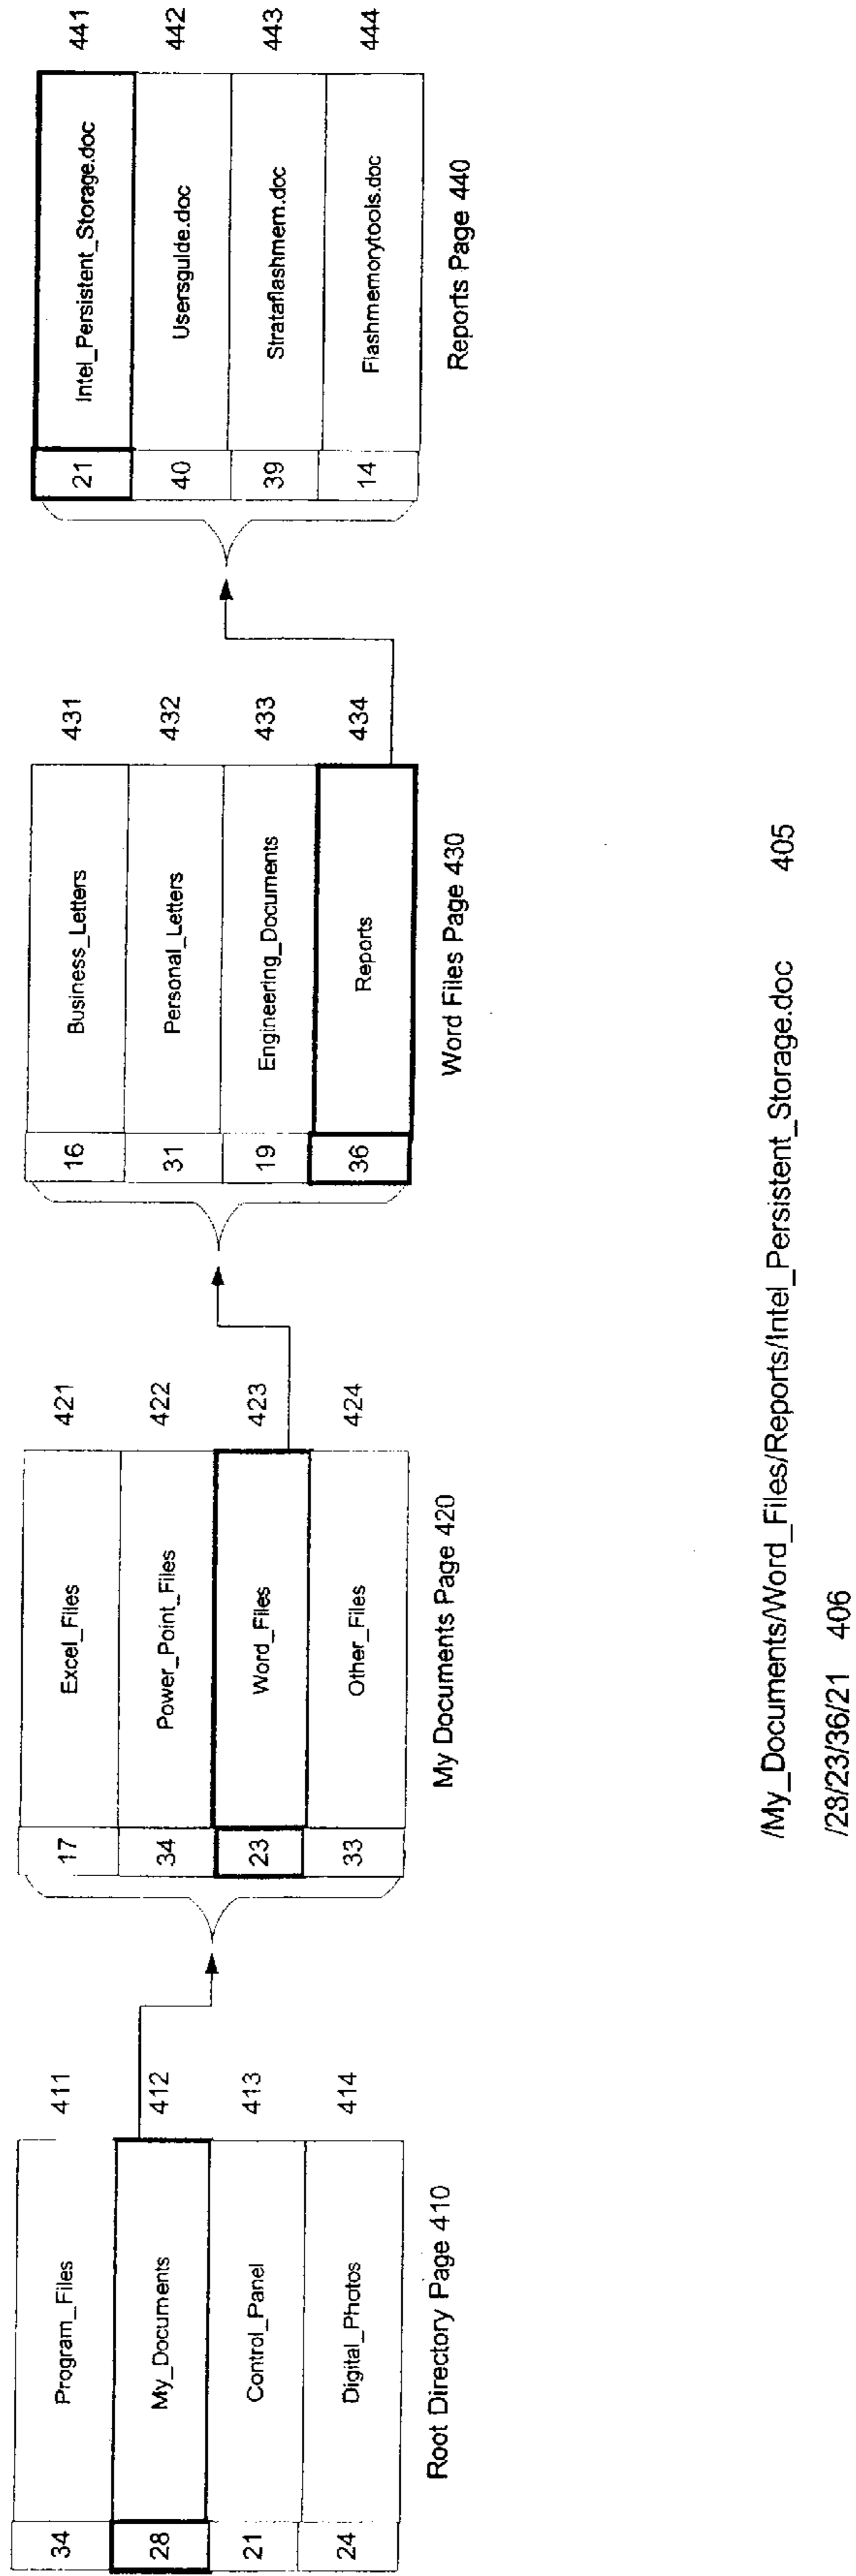 34 Program_Files 411
28 My_Documents 412
21 Control_Panel 413
24 Digital_Photos 414
Root Directory Page 410
17 Excel_Files 421
34 Power_Point_Files 422
23 Word_Files 423
33 Other_Files 424
My Documents Page 420
16 Business_Letters 431
31 Personal_Letters 432
19 Engineering_Documents 433
36 Reports 434
Word Files Page 430
21 Intel_Persistent_Storage.doc 441
40 Usersguide.doc 442
39 Strataflashmem.doc 443
14 Flashmemorytools.doc 444
Reports Page 440
/My_Documents/Word_Files/Reports/Intel_Persistent_Storage.doc 405
/28/23/36/21 406